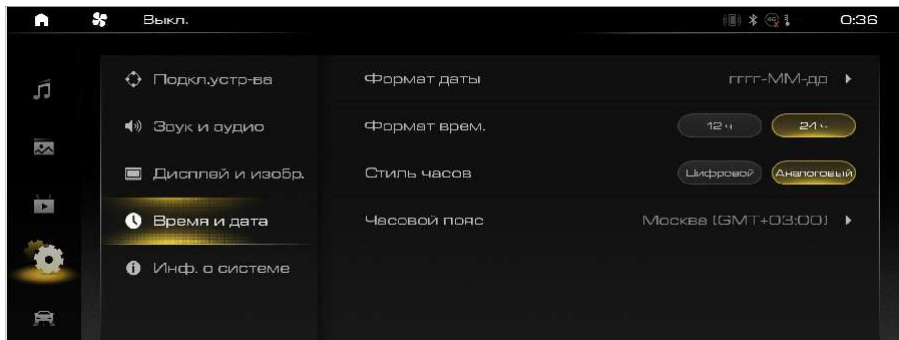 Выкл.
0:36
Подкл.устр-ва
Звук и аудио
Дисплей и изобр.
Время и дата
Инф. о системе
Формат даты
гггг-ММ-дд
Формат врем.
12 ч
24 ч
Стиль часов
Цифровой
Аналоговый
Часовой пояс
Москва (GMT+03:00)